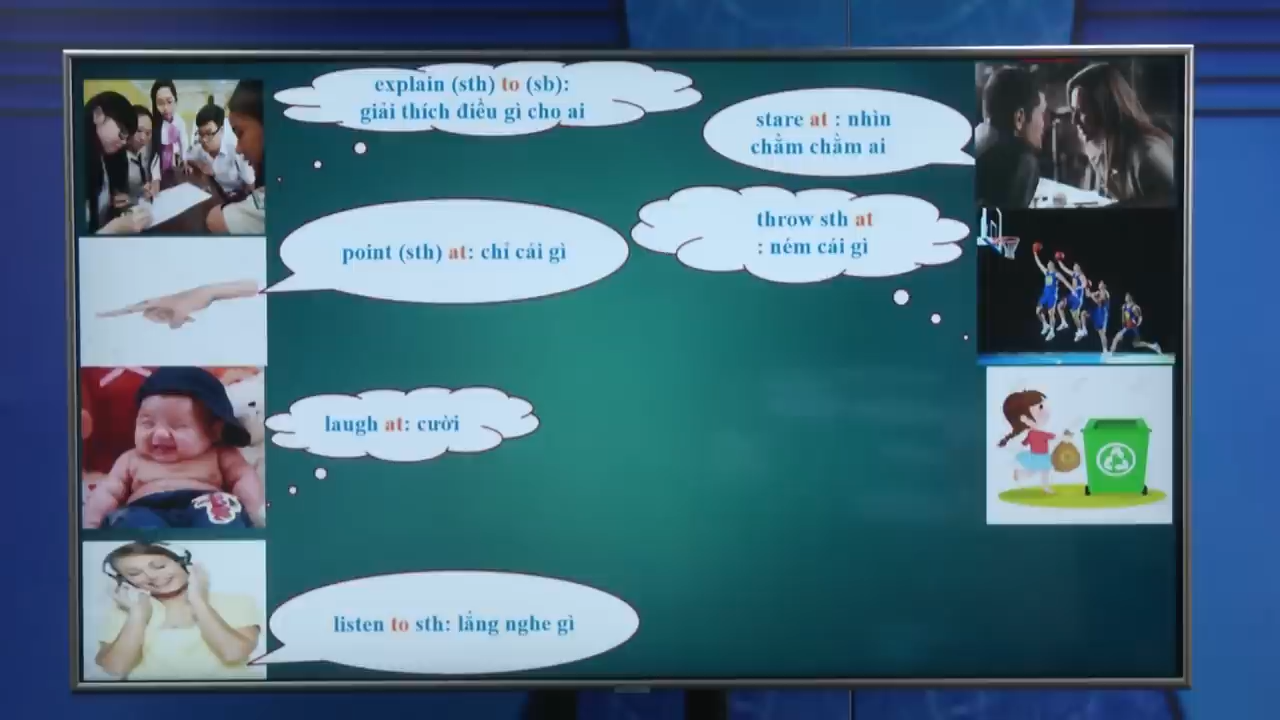 explain (sth) to (sb):
giải thích điều gì cho ai
stare at : nhìn
chằm chằm ai
point (sth) at: chỉ cái gì
throw sth at
: ném cái gì
laugh at: cười
listen to sth: lắng nghe gì